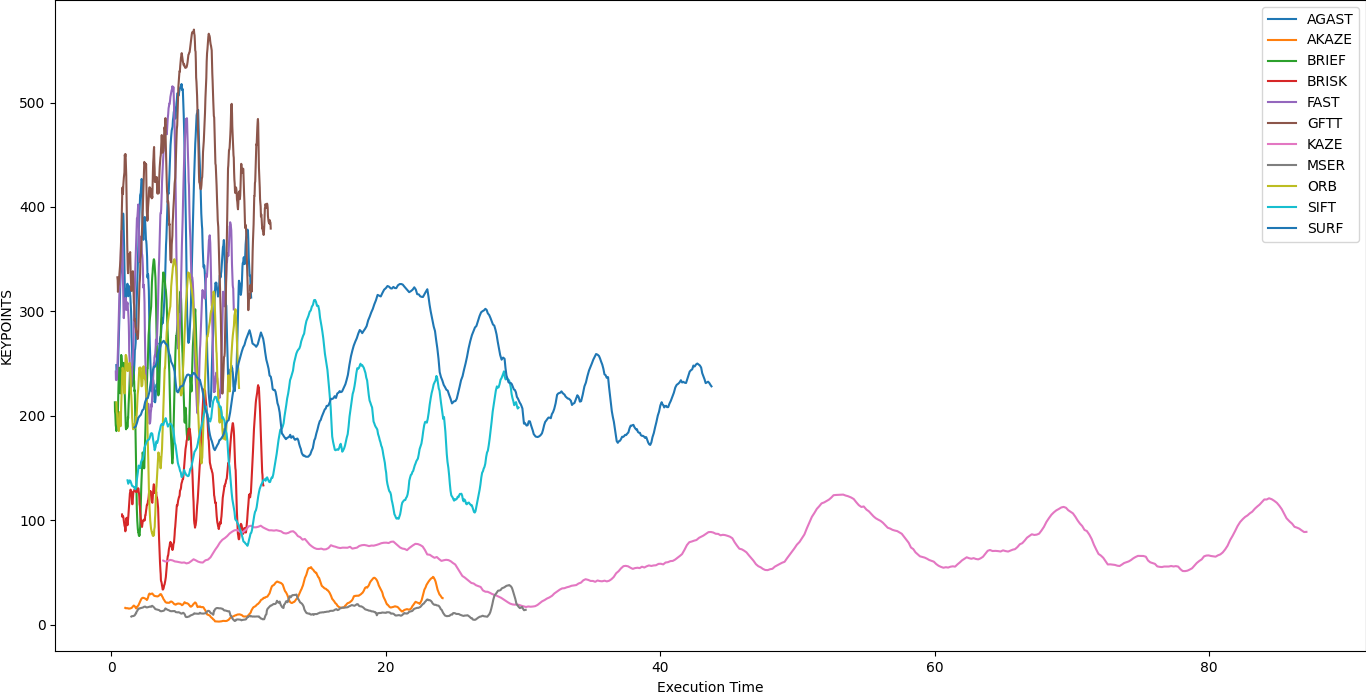 AGAST
AKAZE
BRIEF
BRISK
FAST
GFTT
KAZE
MSER
ORB
SIFT
SURF
500
400
300
200
100
0
KEYPOINTS
0 20 40 60 80
Execution Time